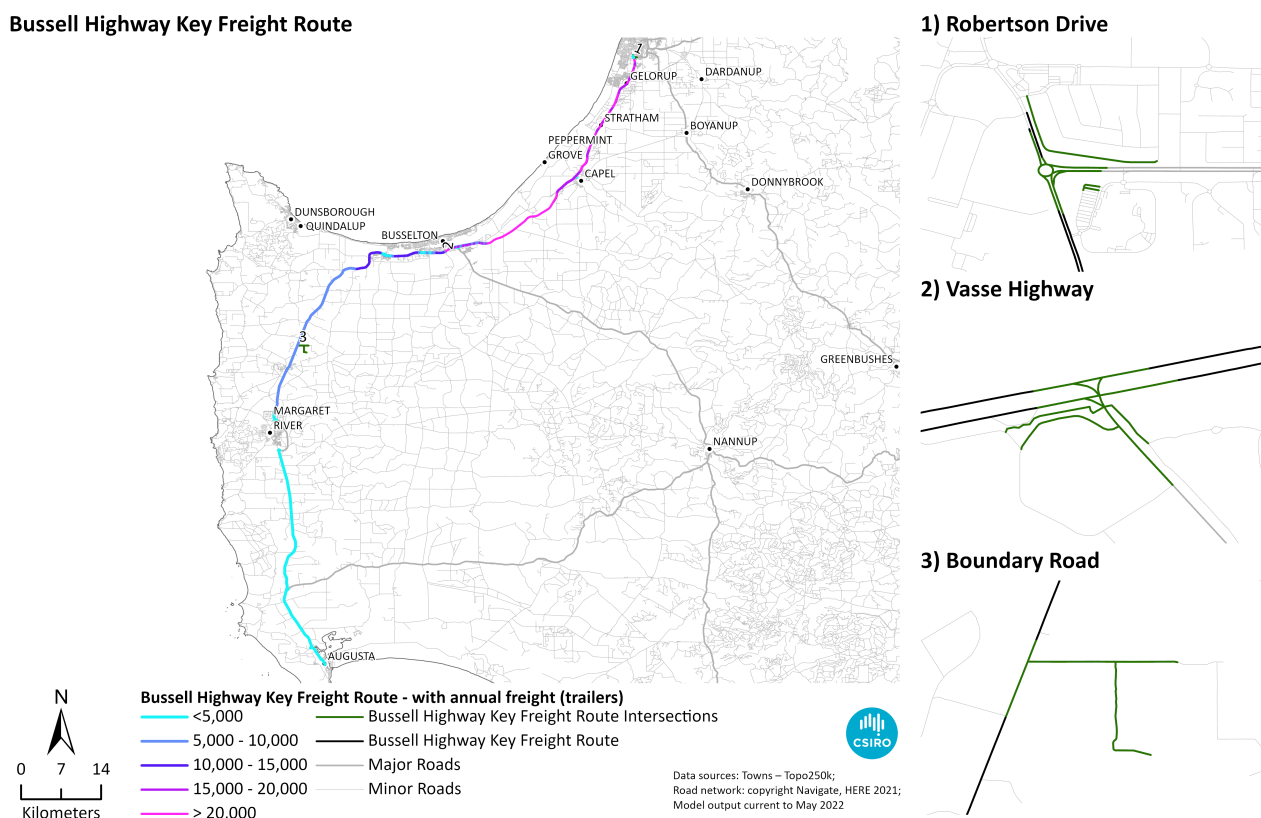 Bussell Highway Key Freight Route
1
GELORUP
DARDANUP
STRATHAM
BOYANUP
PEPPERMINT
GROVE
CAPEL
DONNYBROOK
DUNSBOROUGH
QUINDALUP
BUSSELTON
2
3
GREENBUSHES
MARGARET
RIVER
NANNUP
AUGUSTA
1) Robertson Drive
2) Vasse Highway
3) Boundary Road
N
0 7 14
Kilometers
Bussell Highway Key Freight Route - with annual freight (trailers)
<5,000
5,000 - 10,000
10,000 - 15,000
15,000 - 20,000
> 20,000
Bussell Highway Key Freight Route Intersections
Bussell Highway Key Freight Route
Major Roads
Minor Roads
CSIRO
Data sources: Towns – Topo250k;
Road network: copyright Navigate, HERE 2021;
Model output current to May 2022